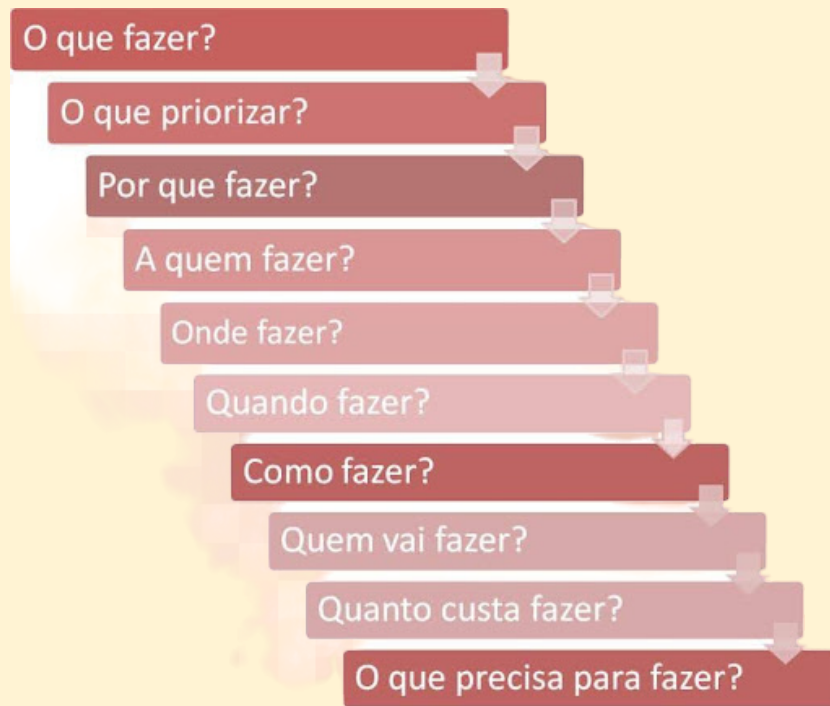 O que fazer?
O que priorizar?
Por que fazer?
A quem fazer?
Onde fazer?
Quando fazer?
Como fazer?
Quem vai fazer?
Quanto custa fazer?
O que precisa para fazer?